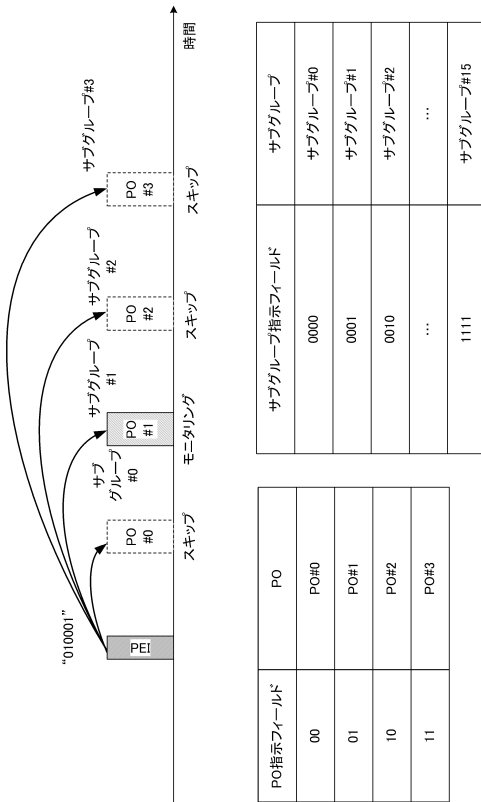 “010001”
PEI
PO
#0
スキップ
サブ
グループ
#0
PO
#1
モニタリング
サブグループ
#1
PO
#2
スキップ
サブグループ
#2
PO
#3
スキップ
サブグループ#3
時間
PO指示フィールド PO
00 PO#0
01 PO#1
10 PO#2
11 PO#3
サブグループ指示フィールド サブグループ
0000 サブグループ#0
0001 サブグループ#1
0010 サブグループ#2
… …
1111 サブグループ#15